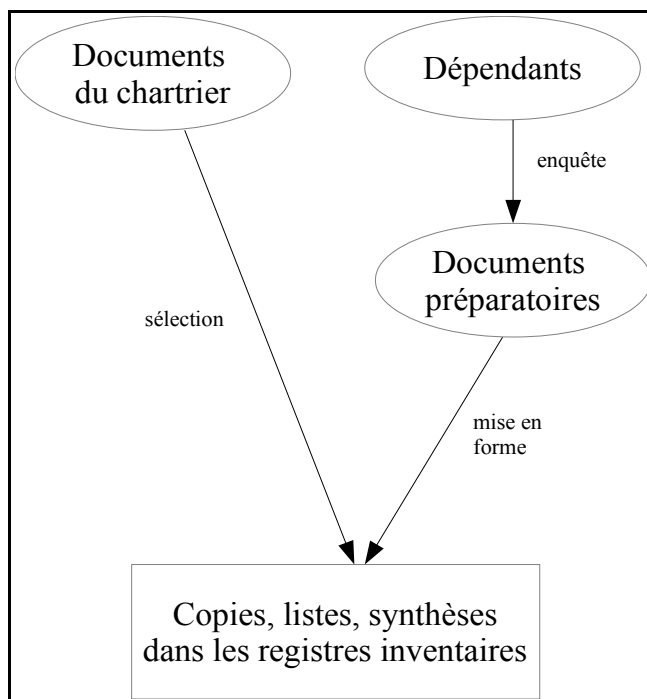 Documents
du chartrier
Dépendants
enquête
Documents
préparatoires
sélection
mise en
forme
Copies, listes, synthèses
dans les registres inventaires